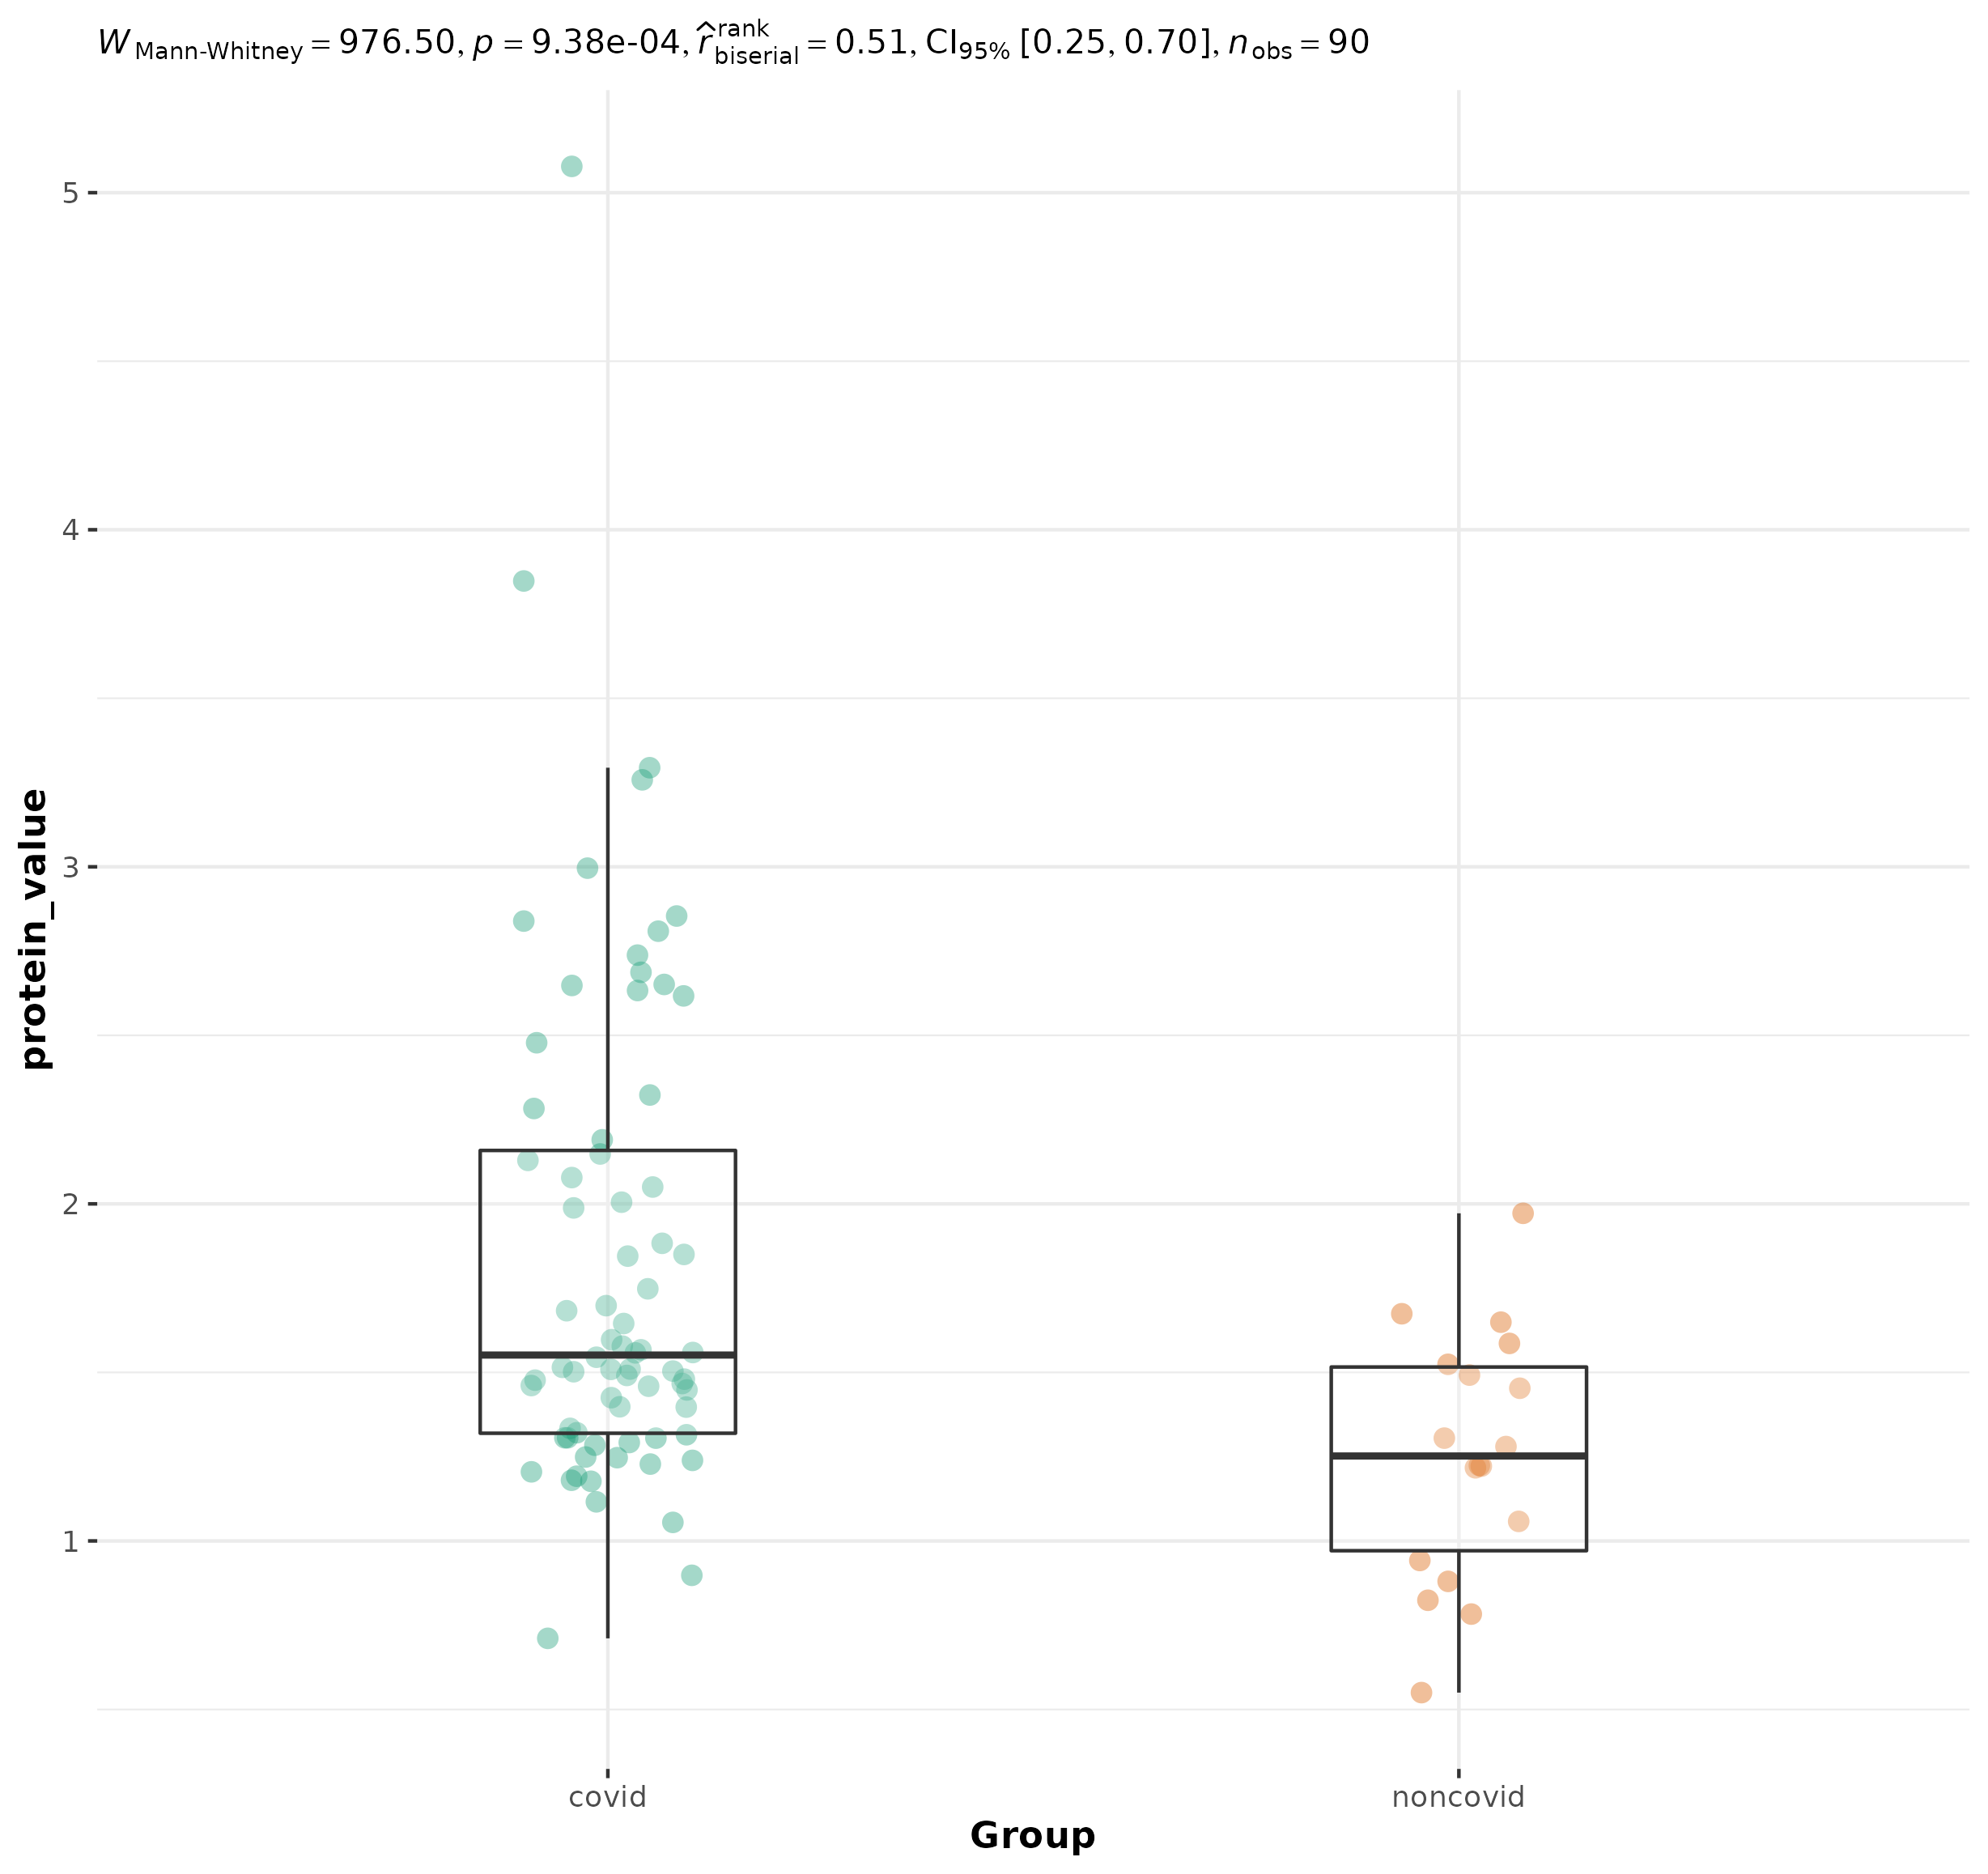 W Mann-Whitney = 976.50, p = 9.38e-04, r̂ rank biserial = 0.51, CI95% [0.25, 0.70], n obs = 90
protein_value
5
4
3
2
1
covid noncovid
Group